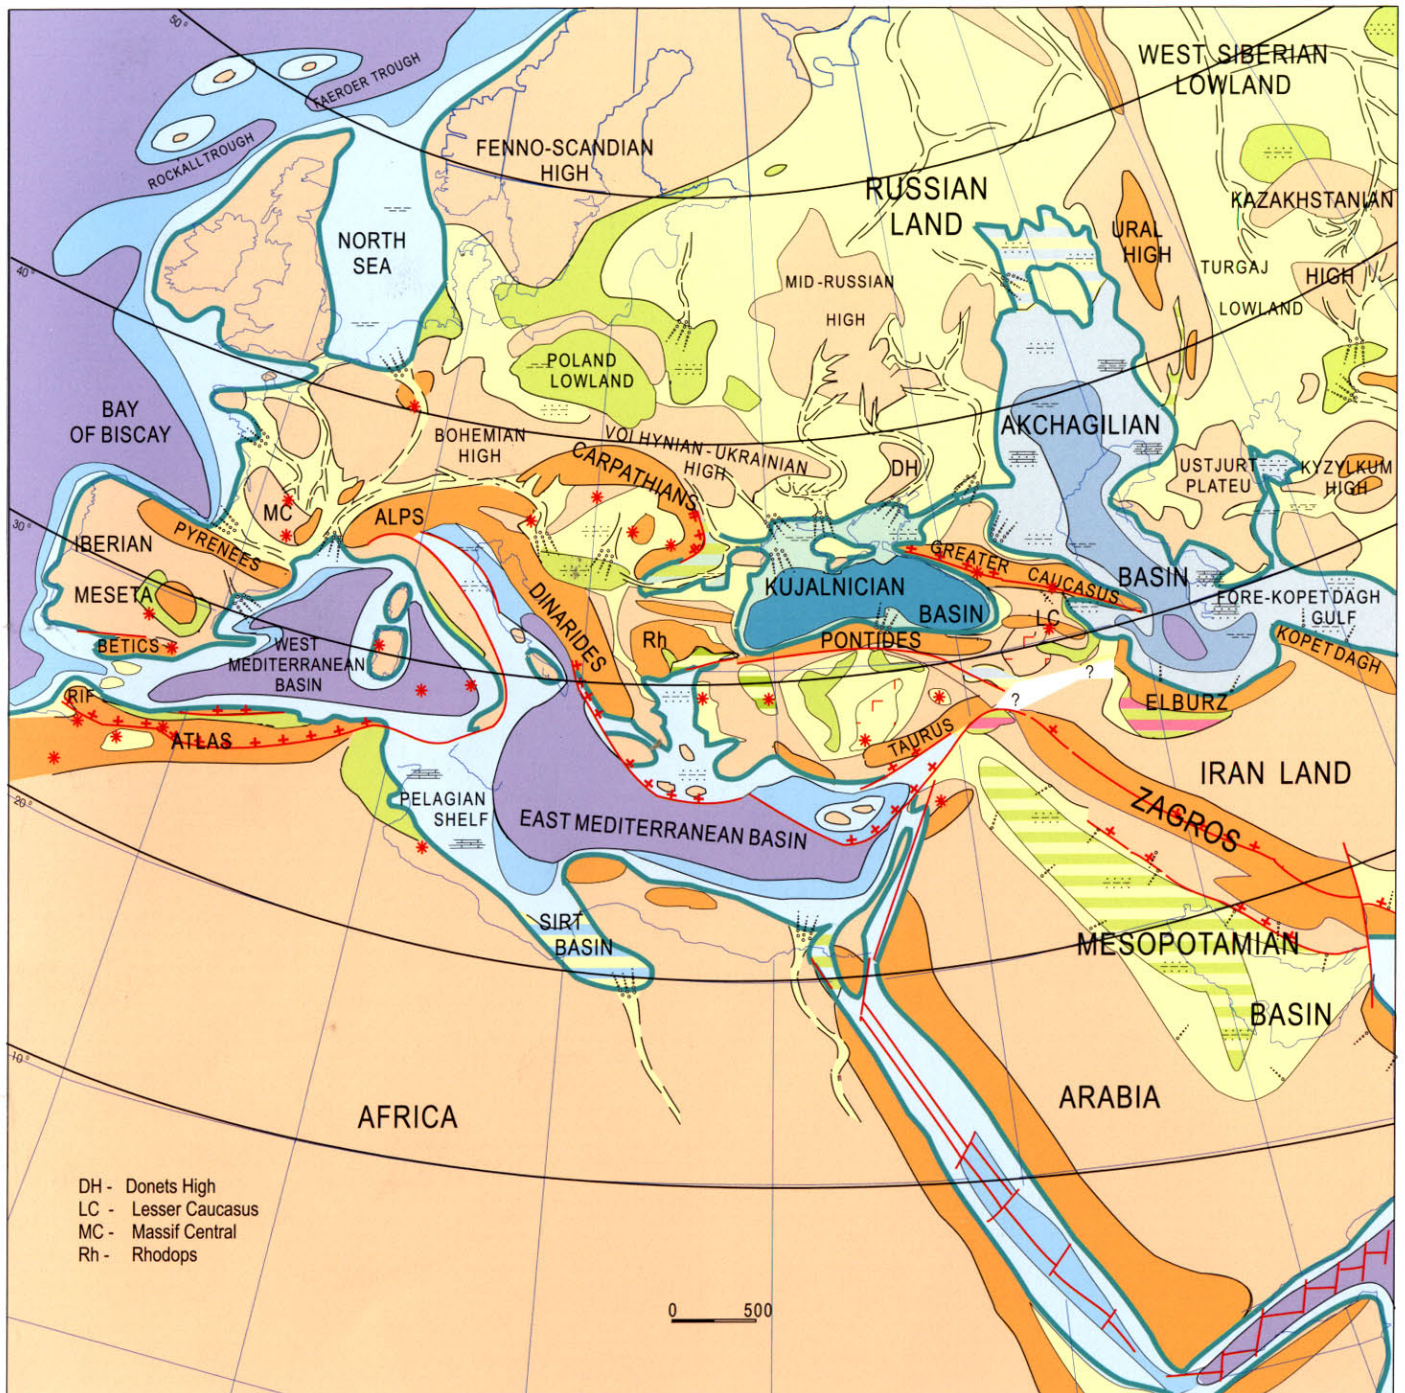 50°
FAEROER TROUGH
ROCKALL TROUGH
WEST SIBERIAN
LOWLAND
FENNO-SCANDIAN
HIGH
RUSSIAN
LAND
KAZAKHSTANIAN
HIGH
URAL
HIGH
TURGAJ
LOWLAND
NORTH
SEA
40°
MID-RUSSIAN
HIGH
POLAND
LOWLAND
BAY
OF BISCAY
BOHEMIAN
HIGH
VOLHYNIAN-UKRAINIAN
HIGH
CARPATHIANS
DH
AKCHAGILIAN
BASIN
USTJURT
PLATEU
KYZYLKUM
HIGH
30°
MC
ALPS
PYRENEES
IBERIAN
MESETA
GREATER CAUCASUS
KUJALNICIAN
BASIN
FORE-KOPET DAGH
GULF
DINARIDES
LC
BETICS
WEST
MEDITERRANEAN
BASIN
Rh
PONTIDES
KOPET DAGH
RIF
?
?
ELBURZ
ATLAS
TAURUS
IRAN LAND
20°
PELAGIAN
SHELF
EAST MEDITERRANEAN BASIN
ZAGROS
SIRT
BASIN
MESOPOTAMIAN
BASIN
10°
AFRICA
ARABIA
DH - Donets High
LC - Lesser Caucasus
MC - Massif Central
Rh - Rhodops
0 500